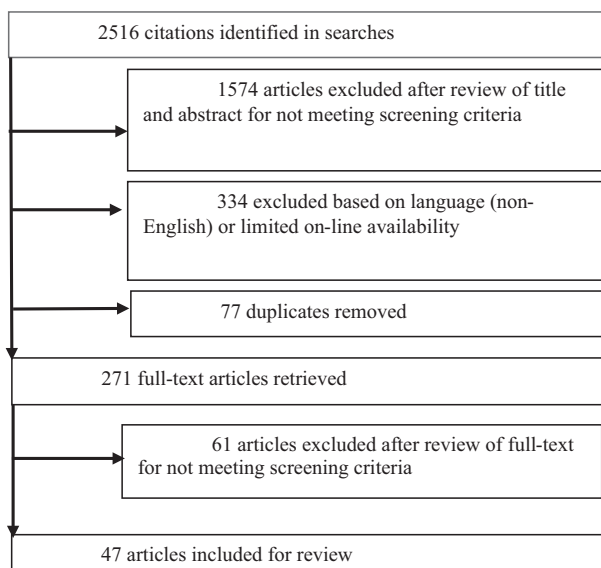 2516 citations identified in searches
1574 articles excluded after review of title
and abstract for not meeting screening criteria
334 excluded based on language (non-
English) or limited on-line availability
77 duplicates removed
271 full-text articles retrieved
61 articles excluded after review of full-text
for not meeting screening criteria
47 articles included for review